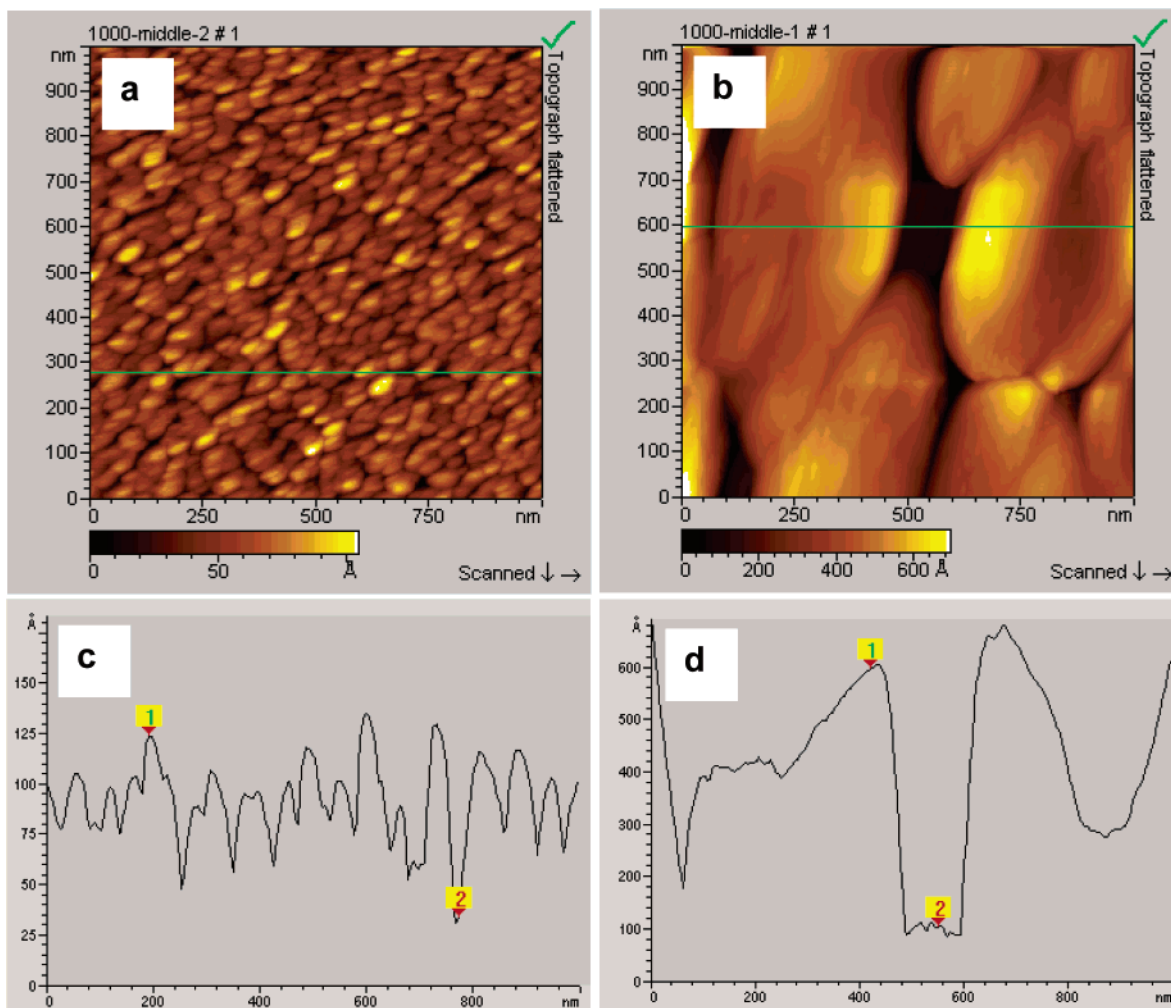 1000-middle-2 # 1
nm
a
Topograph flattened
900
800
700
600
500
400
300
200
100
0
0 250 500 750 nm
0 50 Å
Scanned ↓ →
1000-middle-1 # 1
nm
b
Topograph flattened
900
800
700
600
500
400
300
200
100
0
0 250 500 750 nm
0 200 400 600 Å
Scanned ↓ →
Å
c
150
125
100
75
50
25
0
1
2
200 400 600 800 nm
Å
d
600
500
400
300
200
100
0
1
2
0 200 400 600 800 nm